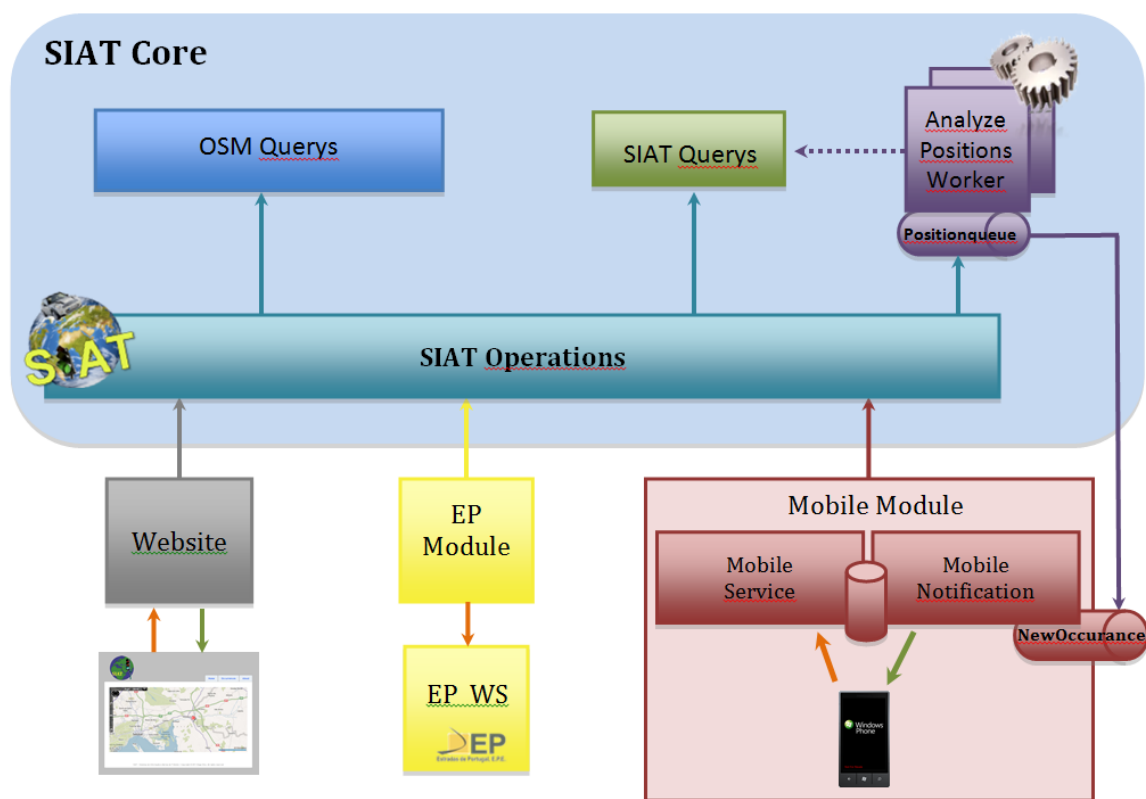 SIAT Core
OSM Querys
SIAT Querys
Analyze
Positions
Worker
Positionqueue
SIAT
SIAT Operations
Website
EP
Module
Mobile Module
Mobile
Service
Mobile
Notification
NewOccurance
EP WS
EP
Estradas de Portugal, E.P.E.
Windows
Phone